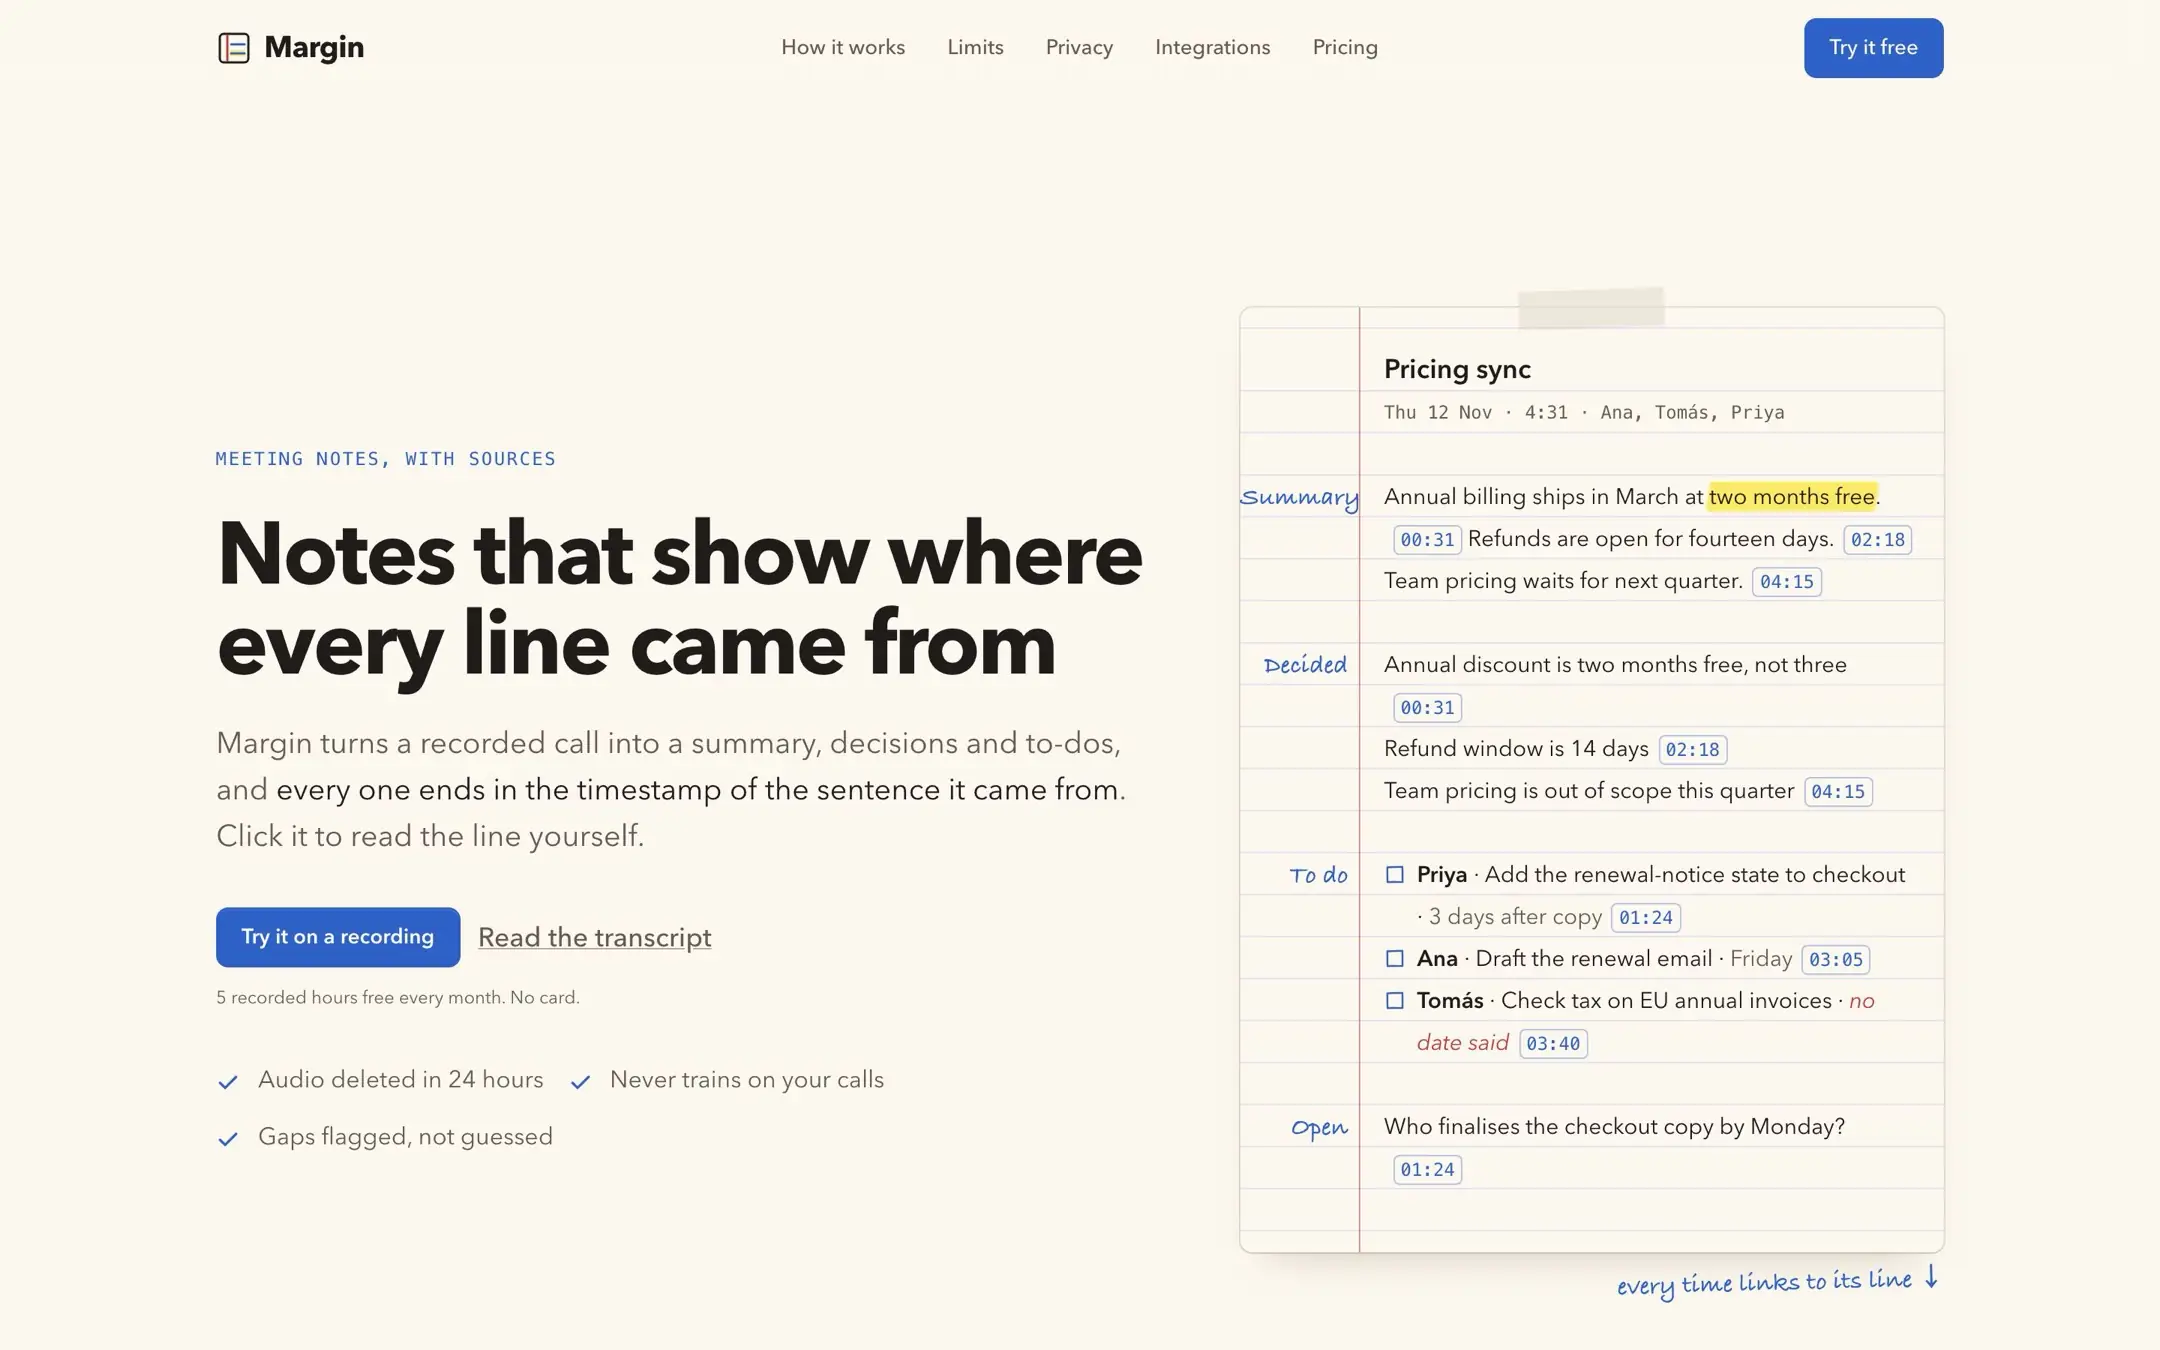 Margin
How it works
Limits
Privacy
Integrations
Pricing
Try it free
MEETING NOTES, WITH SOURCES
Notes that show where
every line came from
Margin turns a recorded call into a summary, decisions and to-dos,
and every one ends in the timestamp of the sentence it came from.
Click it to read the line yourself.
Try it on a recording
Read the transcript
5 recorded hours free every month. No card.
Audio deleted in 24 hours
Never trains on your calls
Gaps flagged, not guessed
Pricing sync
Thu 12 Nov · 4:31 · Ana, Tomás, Priya
Summary
Annual billing ships in March at two months free.
00:31 Refunds are open for fourteen days. 02:18
Team pricing waits for next quarter. 04:15
Decided
Annual discount is two months free, not three
00:31
Refund window is 14 days 02:18
Team pricing is out of scope this quarter 04:15
To do
Priya · Add the renewal-notice state to checkout
· 3 days after copy 01:24
Ana · Draft the renewal email · Friday 03:05
Tomás · Check tax on EU annual invoices · no
date said 03:40
Open
Who finalises the checkout copy by Monday?
01:24
every time links to its line ↓